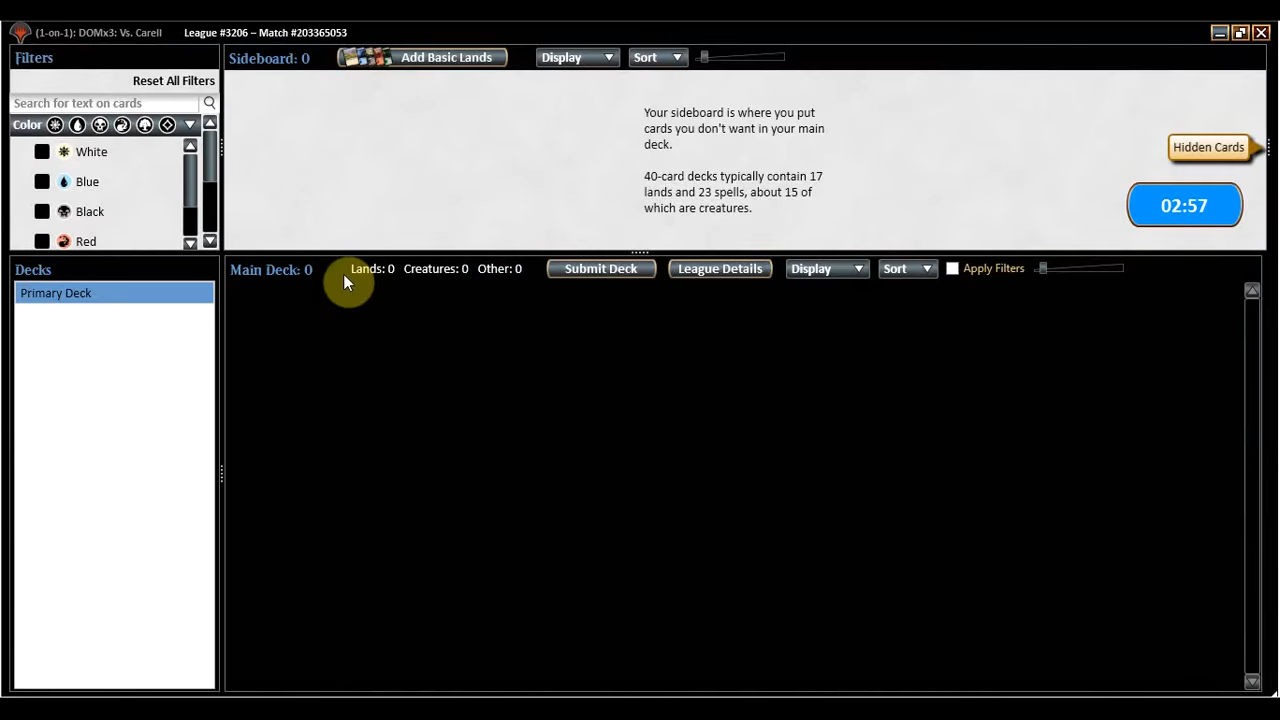 (1-on-1): DOMx3: Vs. Carell League #3206 – Match #203365053
Filters
Sideboard: 0 Add Basic Lands Display Sort
Reset All Filters
Search for text on cards
Color
White
Blue
Black
Red
Your sideboard is where you put
cards you don't want in your main
deck.
40-card decks typically contain 17
lands and 23 spells, about 15 of
which are creatures.
Hidden Cards
02:57
Decks
Primary Deck
Main Deck: 0 Lands: 0 Creatures: 0 Other: 0 Submit Deck League Details Display Sort Apply Filters